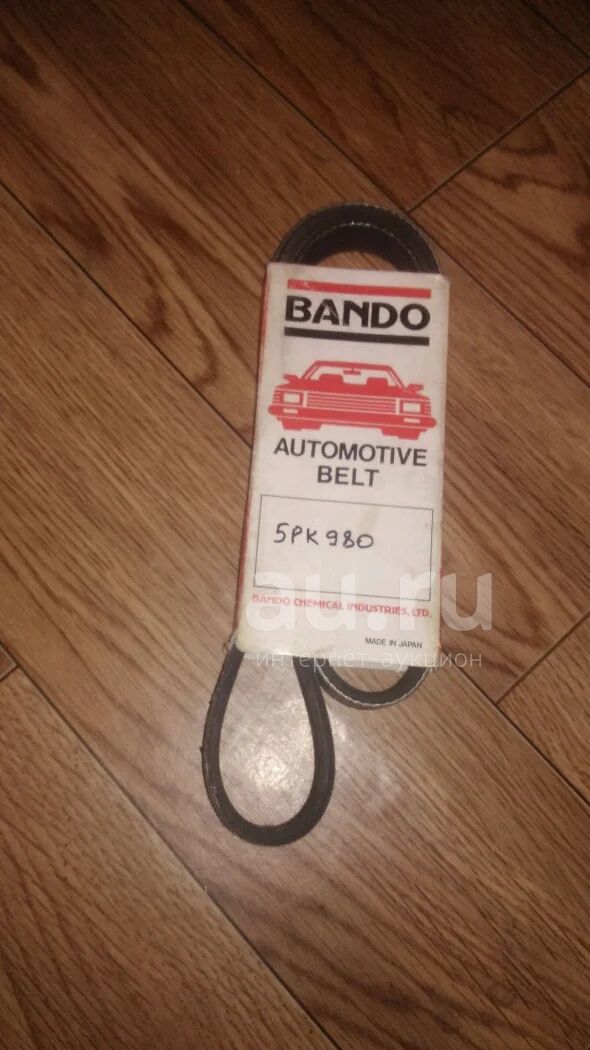 BANDO
AUTOMOTIVE
BELT
5PK980
BANDO CHEMICAL INDUSTRIES, LTD.
MADE IN JAPAN
au.ru
интернет-аукцион